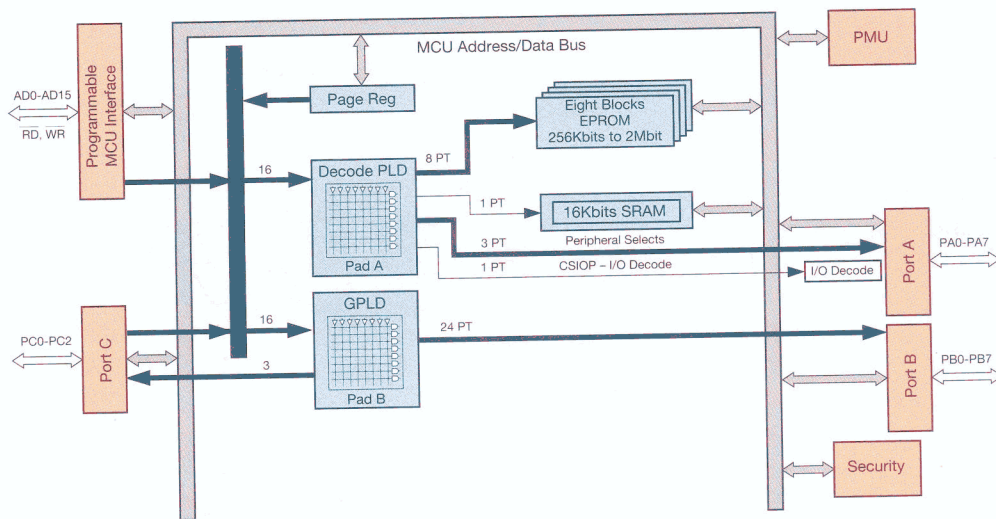 MCU Address/Data Bus
PMU
AD0-AD15
RD, WR
Programmable
MCU Interface
Page Reg
Eight Blocks
EPROM
256Kbits to 2Mbit
16
Decode PLD
Pad A
8 PT
1 PT
16Kbits SRAM
Peripheral Selects
3 PT
1 PT
CSIOP – I/O Decode
I/O Decode
Port A
PA0-PA7
PC0-PC2
Port C
16
3
GPLD
Pad B
24 PT
Port B
PB0-PB7
Security